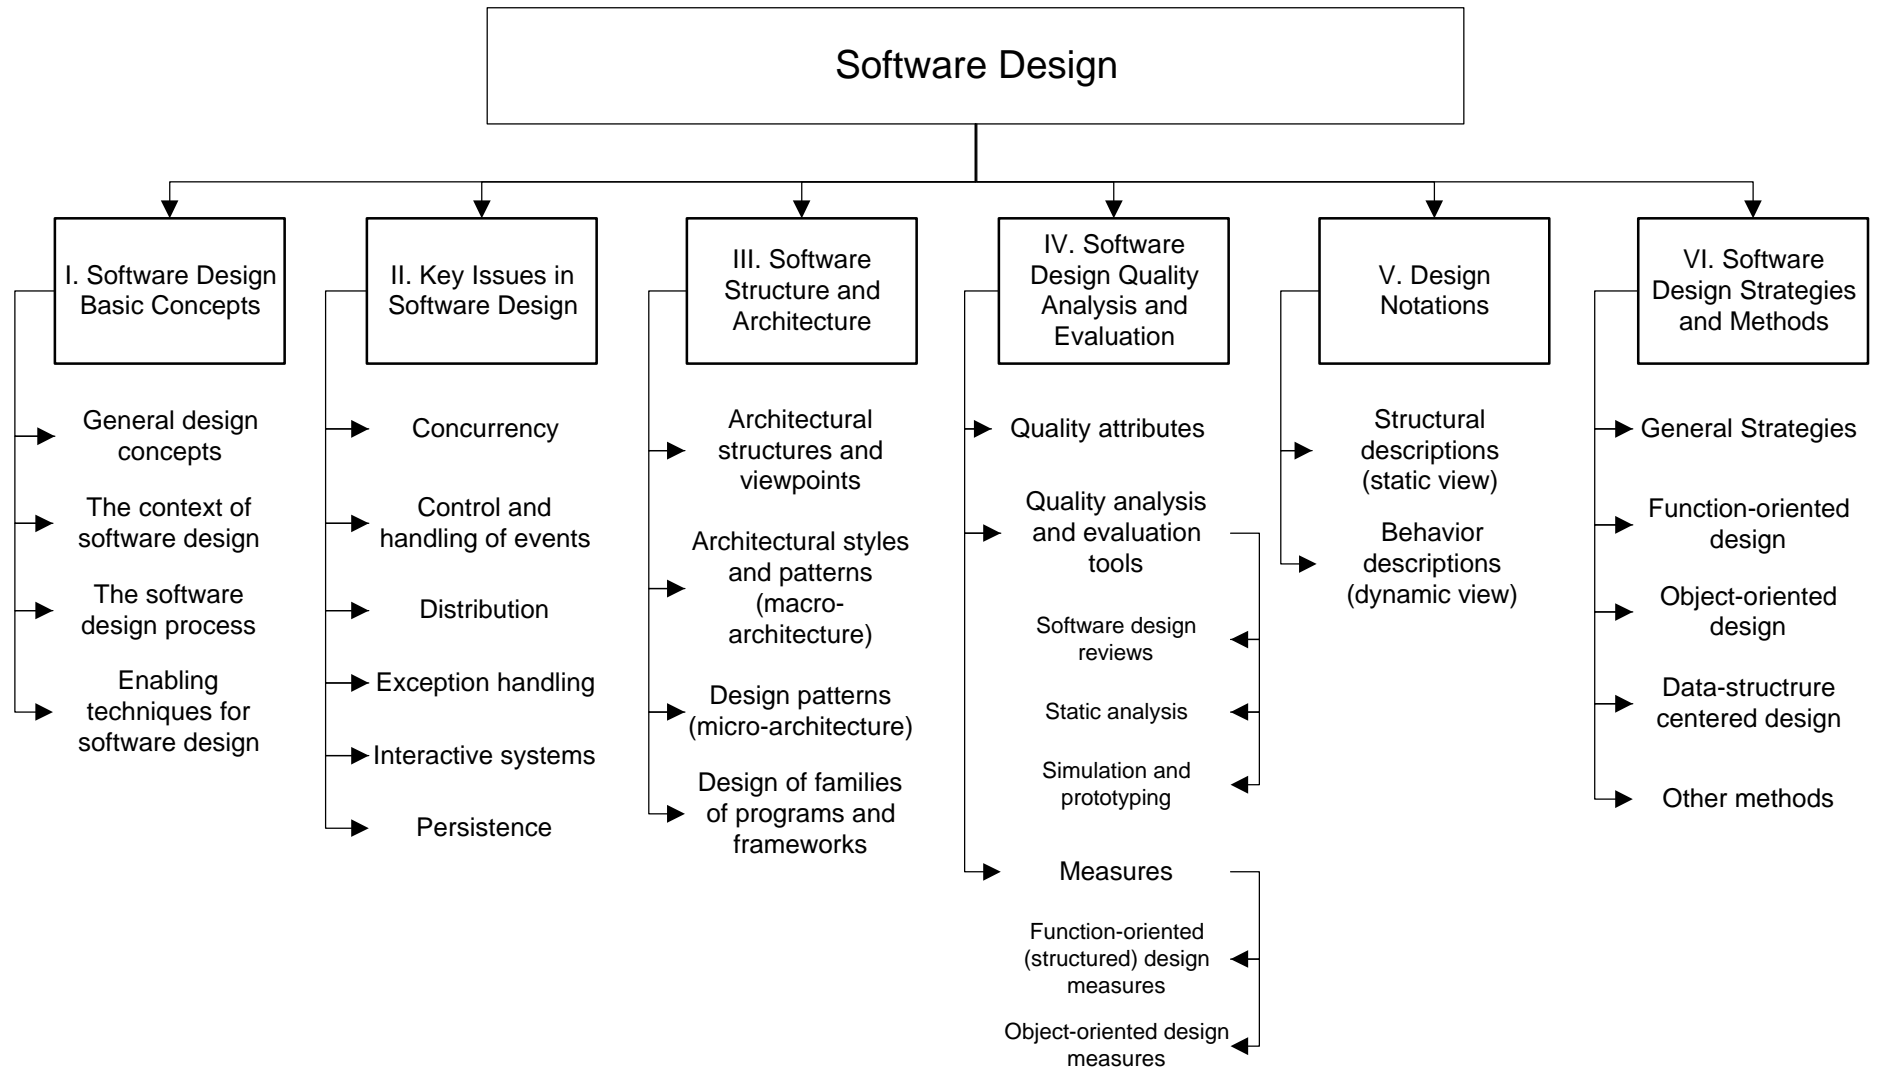 Software Design
I. Software Design
Basic Concepts
General design
concepts
The context of
software design
The software
design process
Enabling
techniques for
software design
II. Key Issues in
Software Design
Concurrency
Control and
handling of events
Distribution
Exception handling
Interactive systems
Persistence
III. Software
Structure and
Architecture
Architectural
structures and
viewpoints
Architectural styles
and patterns
(macro-
architecture)
Design patterns
(micro-architecture)
Design of families
of programs and
frameworks
IV. Software
Design Quality
Analysis and
Evaluation
Quality attributes
Quality analysis
and evaluation
tools
Software design
reviews
Static analysis
Simulation and
prototyping
Measures
Function-oriented
(structured) design
measures
Object-oriented design
measures
V. Design
Notations
Structural
descriptions
(static view)
Behavior
descriptions
(dynamic view)
VI. Software
Design Strategies
and Methods
General Strategies
Function-oriented
design
Object-oriented
design
Data-structrure
centered design
Other methods